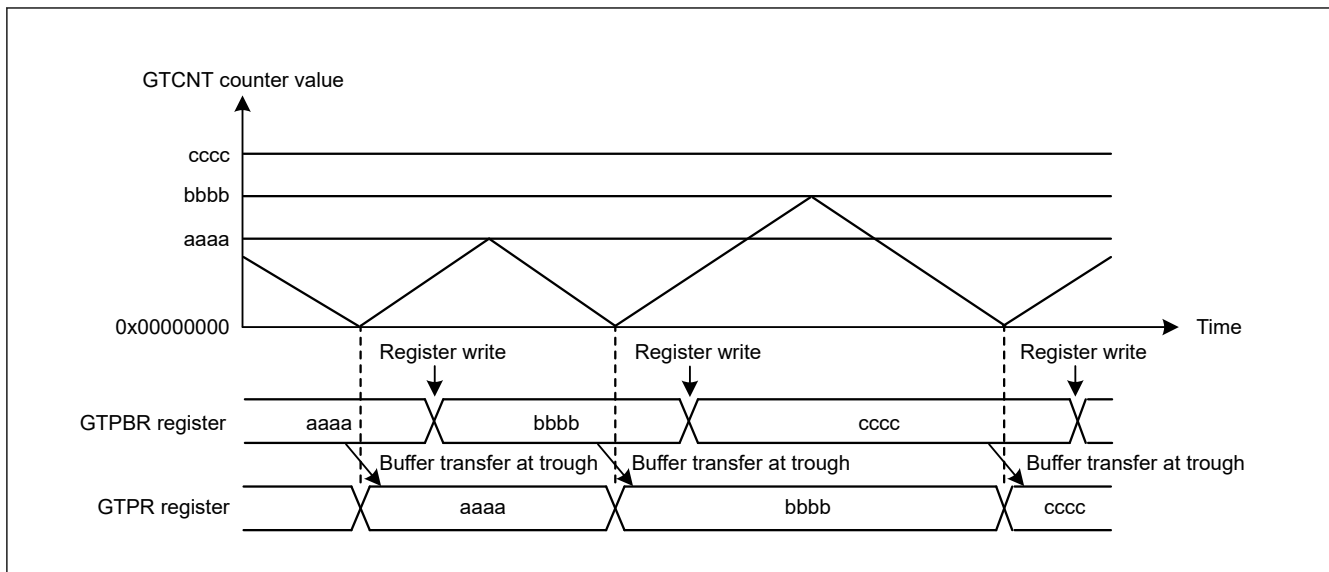 GTCNT counter value
cccc
bbbb
aaaa
0x00000000
Time
Register write Register write Register write
GTPBR register aaaa bbbb cccc
Buffer transfer at trough Buffer transfer at trough Buffer transfer at trough
GTPR register aaaa bbbb cccc